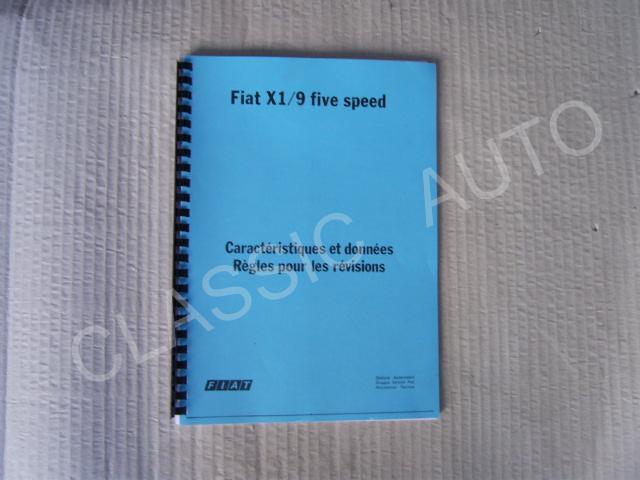 Fiat X1/9 five speed
Caractéristiques et données
Règles pour les révisions
FIAT
CLASSIC AUTO